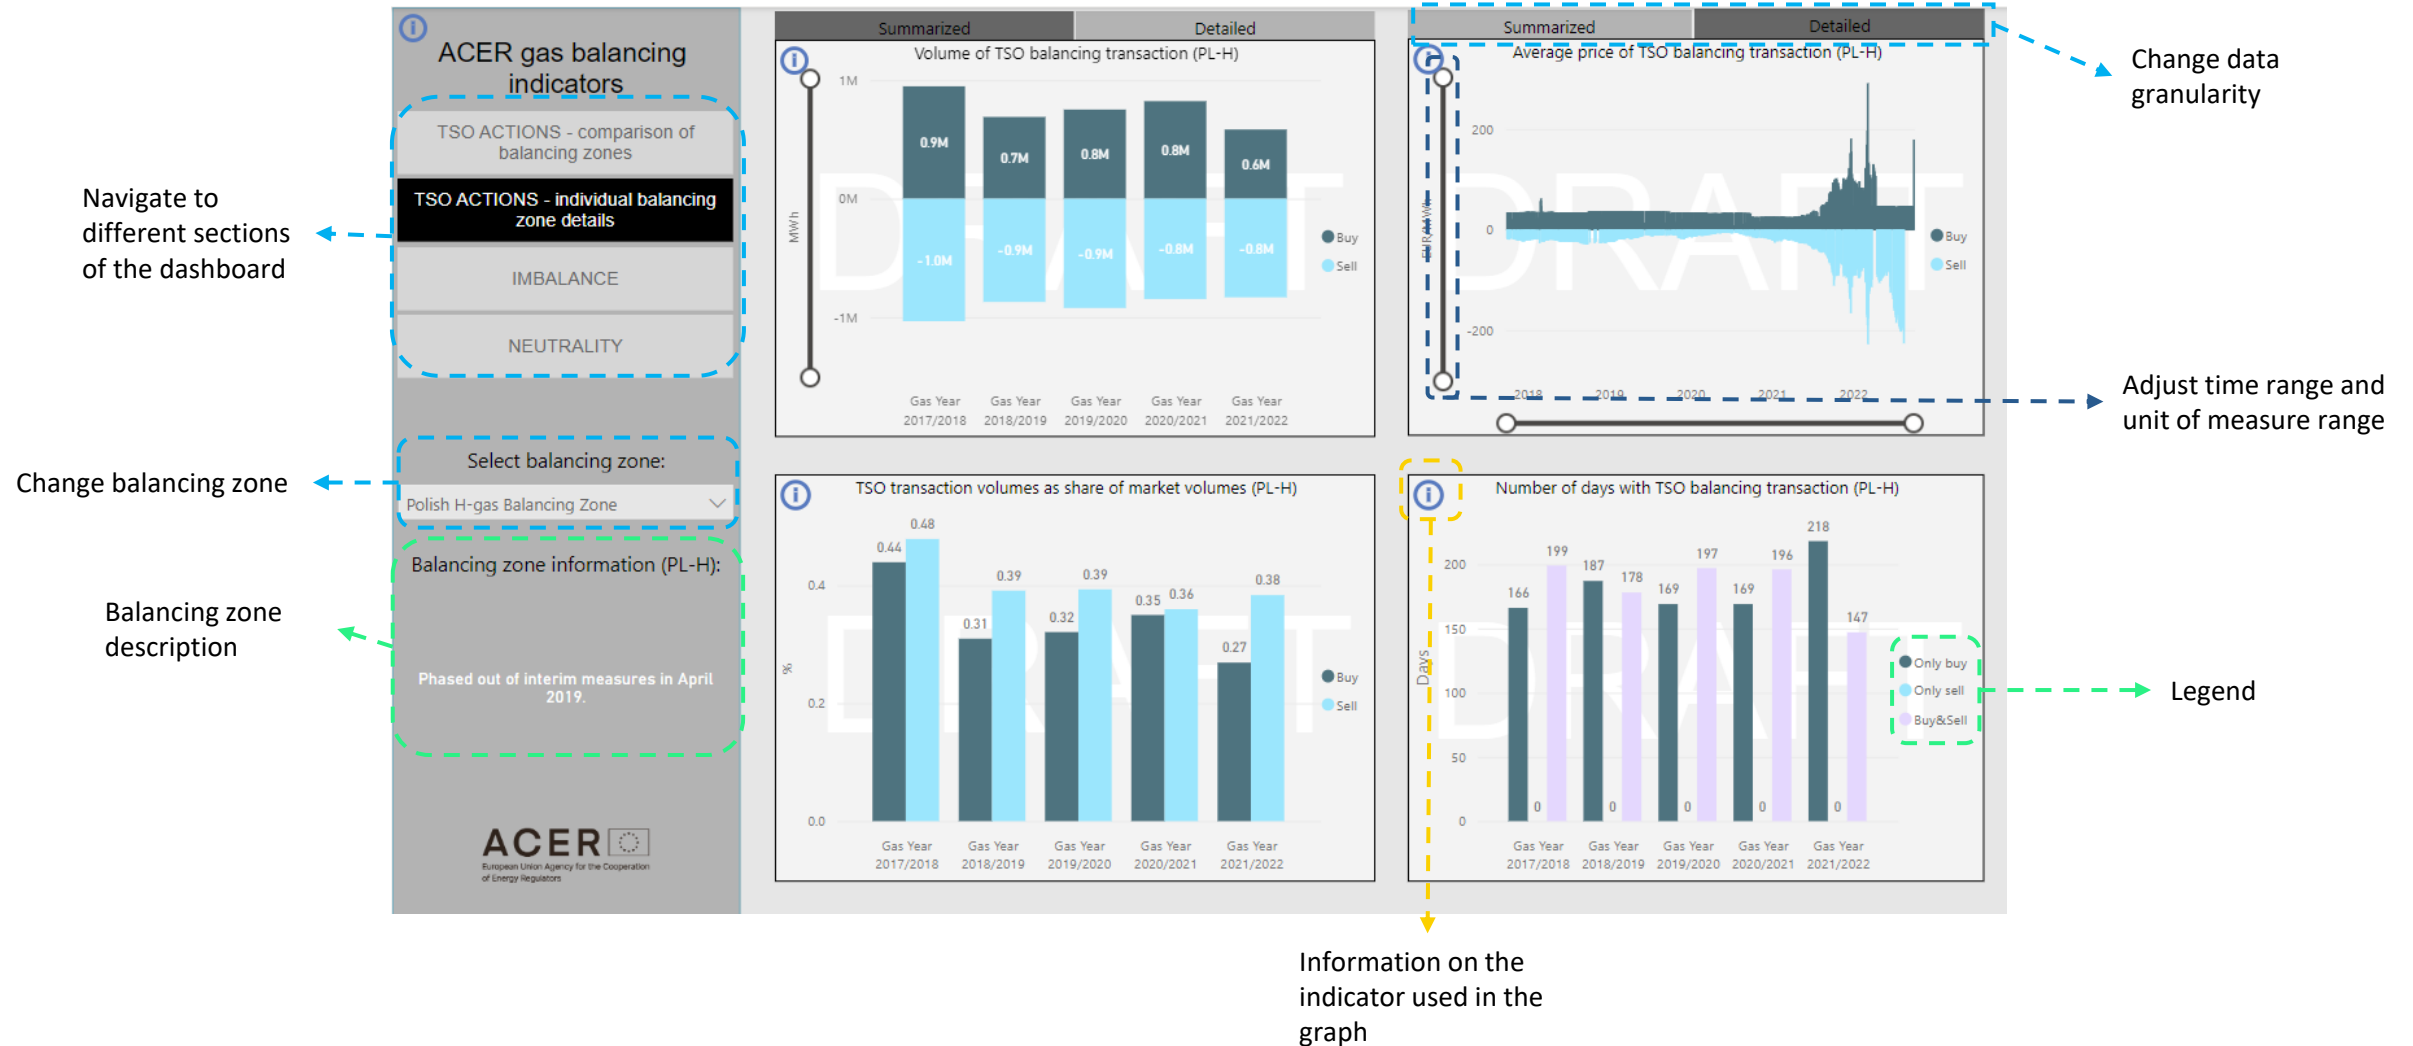 Navigate to
different sections
of the dashboard
Change balancing zone
Balancing zone
description
ACER gas balancing
indicators
TSO ACTIONS - comparison of
balancing zones
TSO ACTIONS - individual balancing
zone details
IMBALANCE
NEUTRALITY
Select balancing zone:
Polish H-gas Balancing Zone
Balancing zone information (PL-H):
Phased out of interim measures in April
2019.
ACER
European Union Agency for the Cooperation
of Energy Regulators
Summarized
Detailed
Volume of TSO balancing transaction (PL-H)
DRAFT
MWh
1M
0M
-1M
0.9M
0.7M
0.8M
0.8M
0.6M
-1.0M
-0.9M
-0.9M
-0.8M
-0.8M
Buy
Sell
Gas Year Gas Year Gas Year Gas Year Gas Year
2017/2018 2018/2019 2019/2020 2020/2021 2021/2022
Summarized
Detailed
Average price of TSO balancing transaction (PL-H)
DRAFT
EUR/MWh
200
0
-200
Buy
Sell
2018 2019 2020 2021 2022
TSO transaction volumes as share of market volumes (PL-H)
DRAFT
%
0.4
0.2
0.0
0.44
0.48
0.31
0.39
0.32
0.39
0.35
0.36
0.27
0.38
Buy
Sell
Gas Year Gas Year Gas Year Gas Year Gas Year
2017/2018 2018/2019 2019/2020 2020/2021 2021/2022
Number of days with TSO balancing transaction (PL-H)
DRAFT
Days
200
150
100
50
0
166
0
199
187
0
178
169
0
197
169
0
196
218
0
147
Only buy
Only sell
Buy&Sell
Gas Year Gas Year Gas Year Gas Year Gas Year
2017/2018 2018/2019 2019/2020 2020/2021 2021/2022
Change data
granularity
Adjust time range and
unit of measure range
Legend
Information on the
indicator used in the
graph